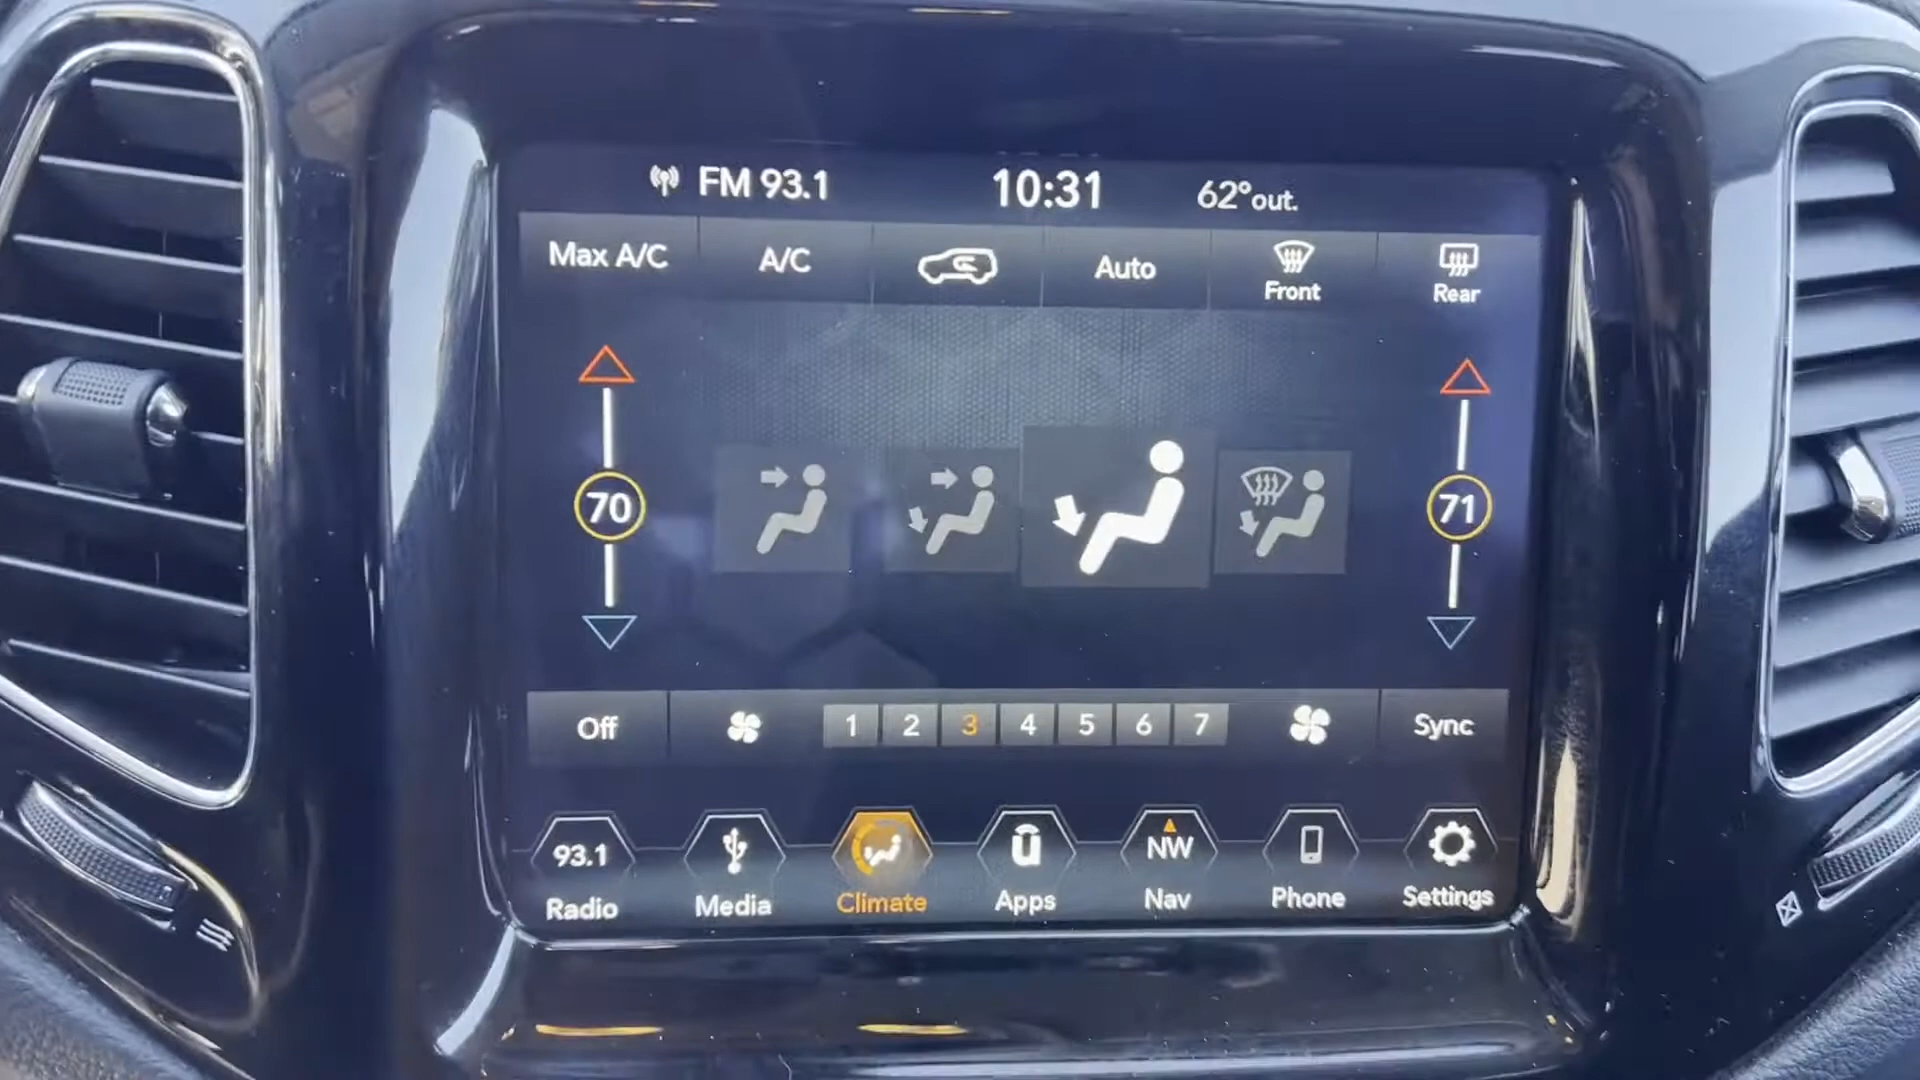 FM 93.1 10:31 62°out.
Max A/C A/C Auto Front Rear
70 71
Off 1 2 3 4 5 6 7 Sync
93.1 NW
Radio Media Climate Apps Nav Phone Settings